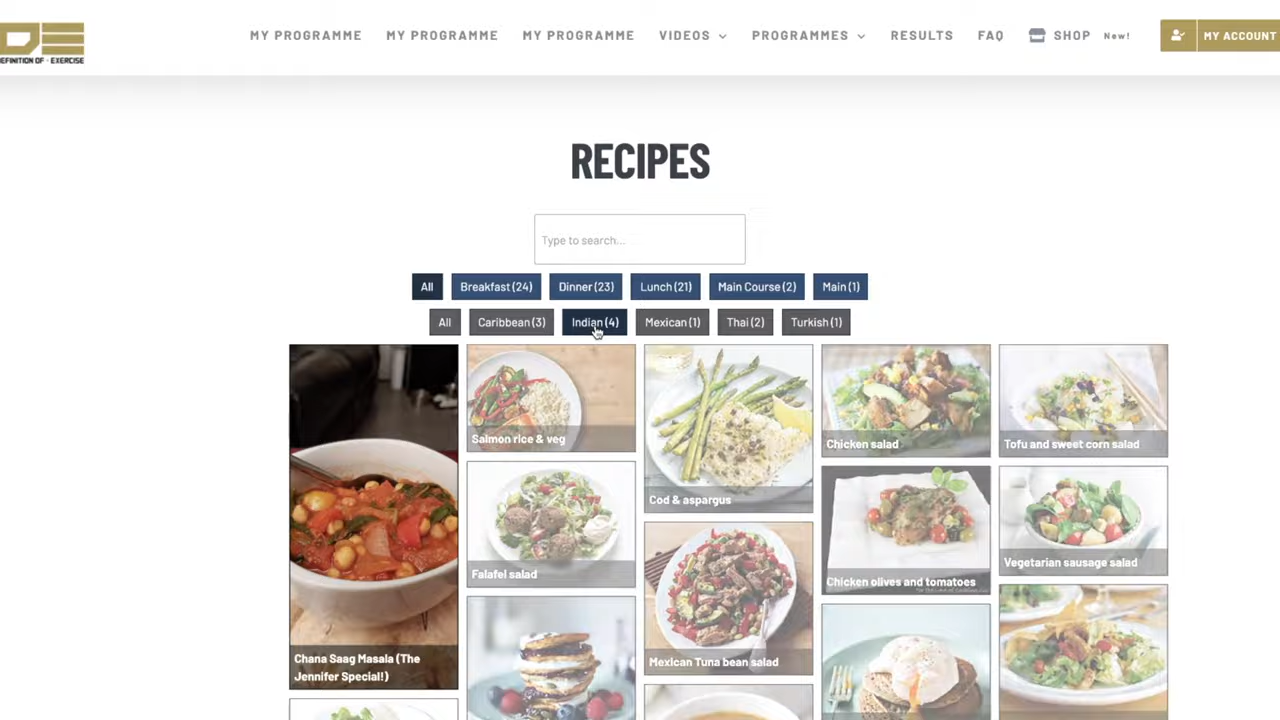 DE
DEFINITION OF · EXERCISE
MY PROGRAMME
MY PROGRAMME
MY PROGRAMME
VIDEOS
PROGRAMMES
RESULTS
FAQ
SHOP New!
MY ACCOUNT
RECIPES
Type to search...
All
Breakfast (24)
Dinner (23)
Lunch (21)
Main Course (2)
Main (1)
All
Caribbean (3)
Indian (4)
Mexican (1)
Thai (2)
Turkish (1)
Chana Saag Masala (The
Jennifer Special!)
Salmon rice & veg
Falafel salad
Cod & aspargus
Mexican Tuna bean salad
Chicken salad
Chicken olives and tomatoes
Tofu and sweet corn salad
Vegetarian sausage salad